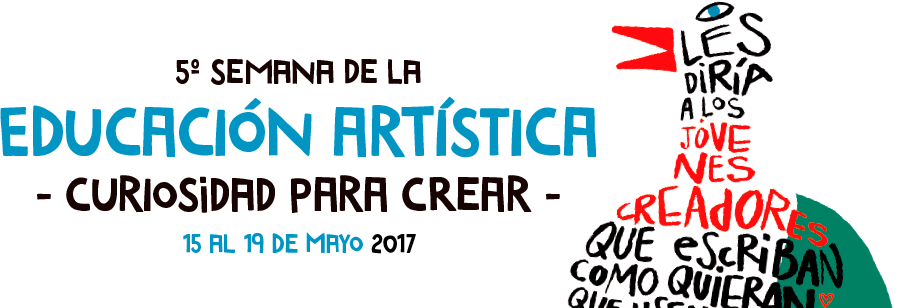 5º SEMANA DE LA
EDUCACIÓN ARTÍSTICA
- CURIOSIDAD PARA CREAR -
15 AL 19 DE MAYO 2017
LES
DIRÍA
A LOS
JÓVE
NES
CREADORES
QUE ESCRIBAN
COMO QUIERAN
QUE